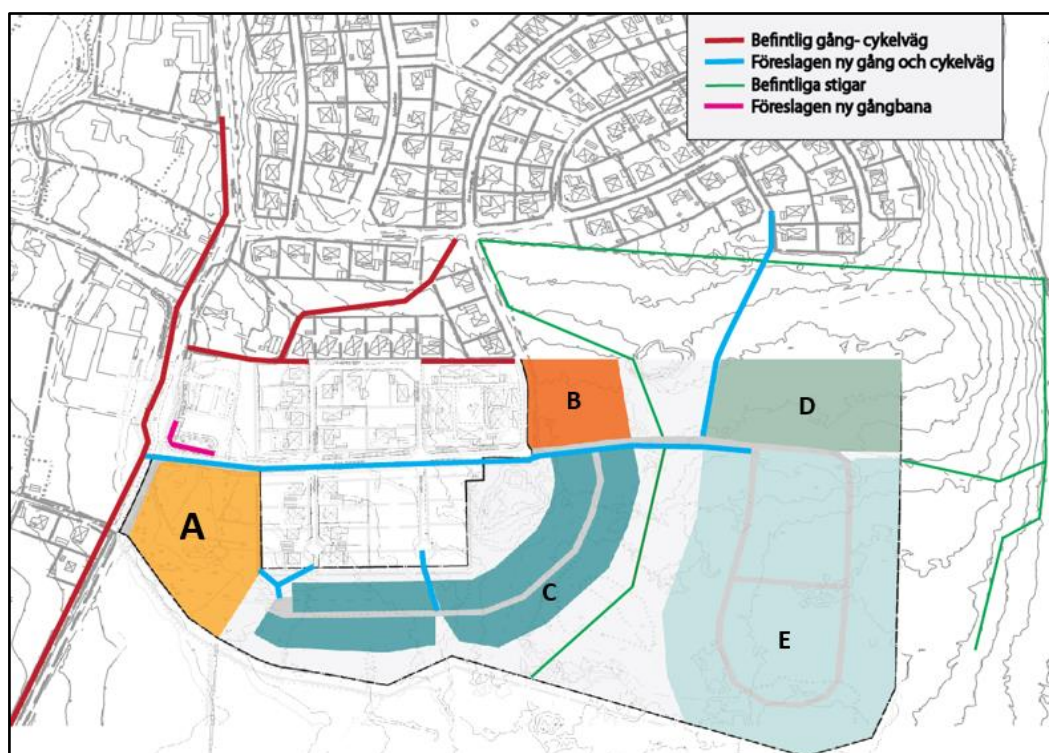 Befintlig gång- cykelväg
Föreslagen ny gång och cykelväg
Befintliga stigar
Föreslagen ny gångbana
B
D
A
C
E